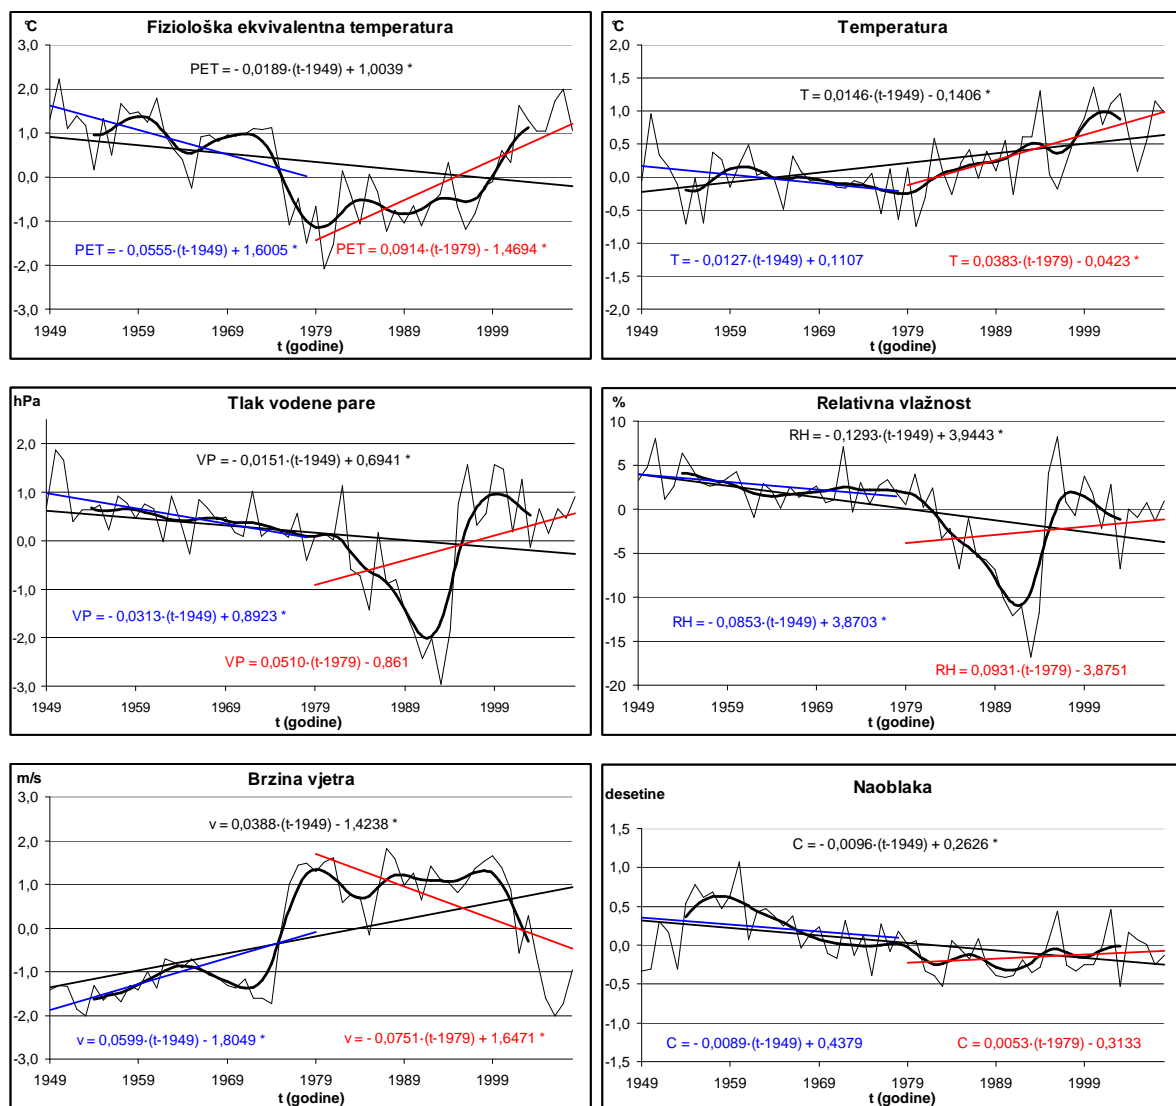 Fiziološka ekvivalentna temperatura
°C
3,0
2,0
1,0
0,0
-1,0
-2,0
-3,0
PET = - 0,0189·(t-1949) + 1,0039 *
PET = - 0,0555·(t-1949) + 1,6005 *
PET = 0,0914·(t-1979) - 1,4694 *
1949 1959 1969 1979 1989 1999
t (godine)
Temperatura
°C
2,0
1,5
1,0
0,5
0,0
-0,5
-1,0
-1,5
-2,0
T = 0,0146·(t-1949) - 0,1406 *
T = - 0,0127·(t-1949) + 0,1107
T = 0,0383·(t-1979) - 0,0423 *
1949 1959 1969 1979 1989 1999
t (godine)
Tlak vodene pare
hPa
2,0
1,0
0,0
-1,0
-2,0
-3,0
VP = - 0,0151·(t-1949) + 0,6941 *
VP = - 0,0313·(t-1949) + 0,8923 *
VP = 0,0510·(t-1979) - 0,861
1949 1959 1969 1979 1989 1999
t (godine)
Relativna vlažnost
%
10
5
0
-5
-10
-15
-20
RH = - 0,1293·(t-1949) + 3,9443 *
RH = - 0,0853·(t-1949) + 3,8703 *
RH = 0,0931·(t-1979) - 3,8751
1949 1959 1969 1979 1989 1999
t (godine)
Brzina vjetra
m/s
3,0
2,0
1,0
0,0
-1,0
-2,0
-3,0
v = 0,0388·(t-1949) - 1,4238 *
v = 0,0599·(t-1949) - 1,8049 *
v = - 0,0751·(t-1979) + 1,6471 *
1949 1959 1969 1979 1989 1999
t (godine)
Naoblaka
desetine
1,5
1,0
0,5
0,0
-0,5
-1,0
-1,5
C = - 0,0096·(t-1949) + 0,2626 *
C = - 0,0089·(t-1949) + 0,4379
C = 0,0053·(t-1979) - 0,3133
1949 1959 1969 1979 1989 1999
t (godine)